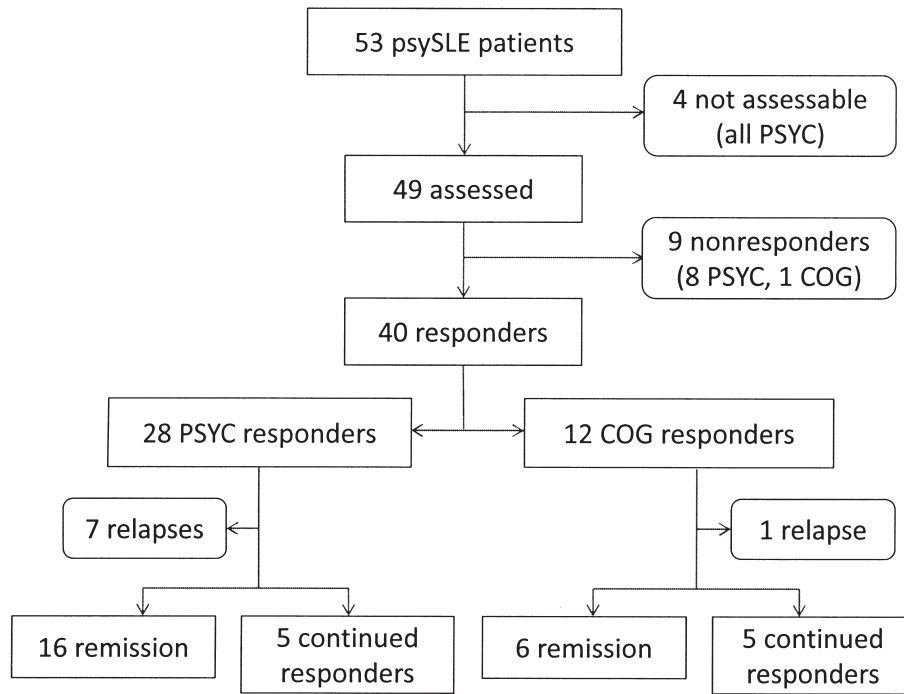 53 psySLE patients
4 not assessable
(all PSYC)
49 assessed
9 nonresponders
(8 PSYC, 1 COG)
40 responders
28 PSYC responders
12 COG responders
7 relapses
1 relapse
16 remission
5 continued
responders
6 remission
5 continued
responders